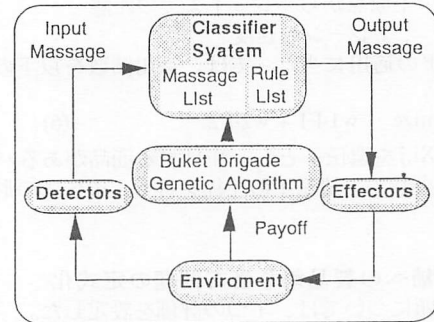 Input
Massage
Classifier
Syatem
Massage
LIst
Rule
LIst
Output
Massage
Detectors
Buket brigade
Genetic Algorithm
Effectors
Payoff
Enviroment